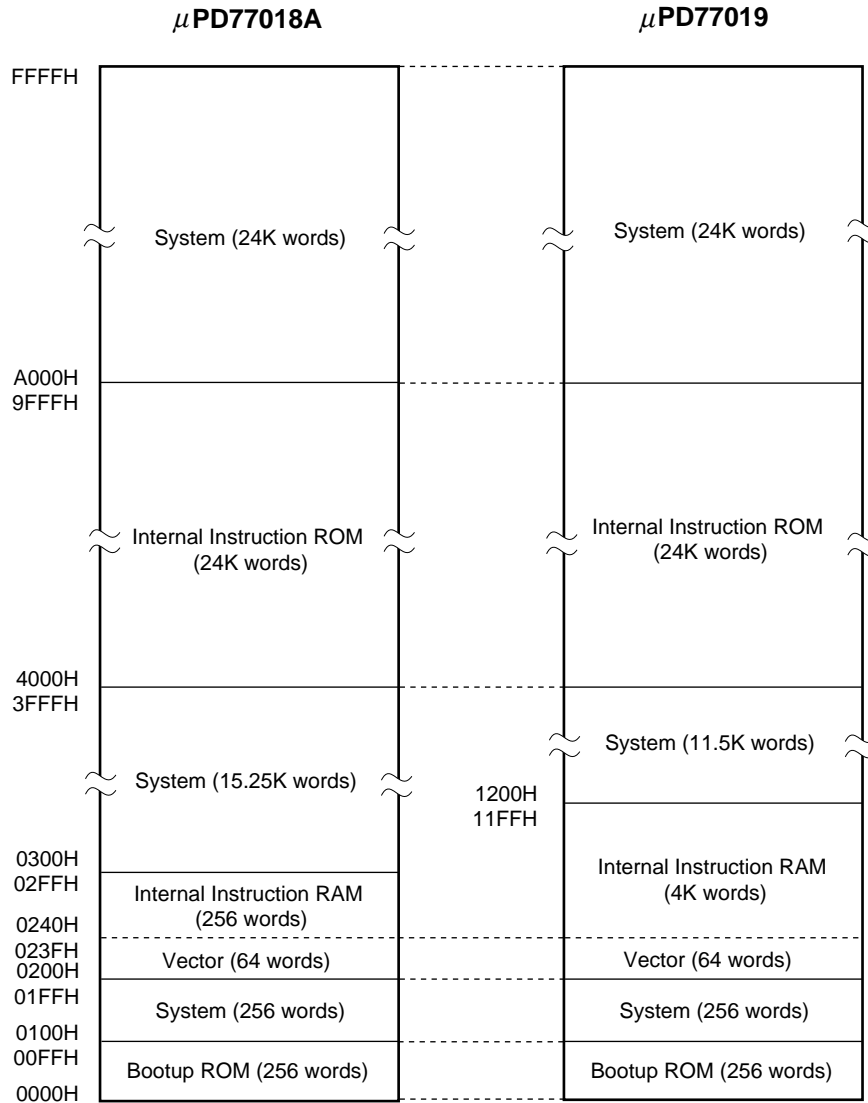 μPD77018A μPD77019
FFFFH
System (24K words) System (24K words)
A000H
9FFFH
Internal Instruction ROM
(24K words)
Internal Instruction ROM
(24K words)
4000H
3FFFH
System (11.5K words)
System (15.25K words)
1200H
11FFH
0300H
02FFH
Internal Instruction RAM
(256 words)
Internal Instruction RAM
(4K words)
0240H
023FH
0200H
Vector (64 words) Vector (64 words)
01FFH
System (256 words) System (256 words)
0100H
00FFH
Bootup ROM (256 words) Bootup ROM (256 words)
0000H